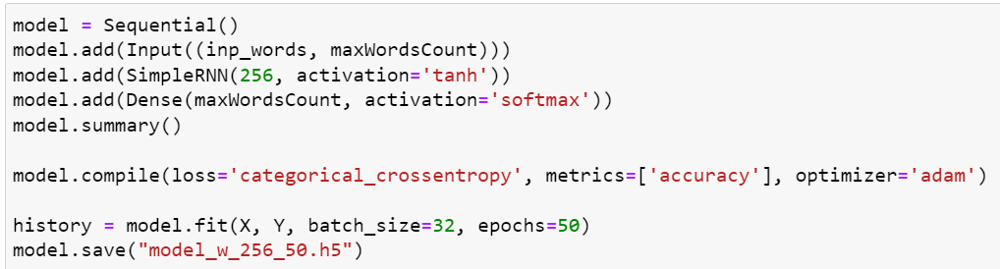 model = Sequential()
model.add(Input((inp_words, maxWordsCount)))
model.add(SimpleRNN(256, activation='tanh'))
model.add(Dense(maxWordsCount, activation='softmax'))
model.summary()
model.compile(loss='categorical_crossentropy', metrics=['accuracy'], optimizer='adam')
history = model.fit(X, Y, batch_size=32, epochs=50)
model.save("model_w_256_50.h5")